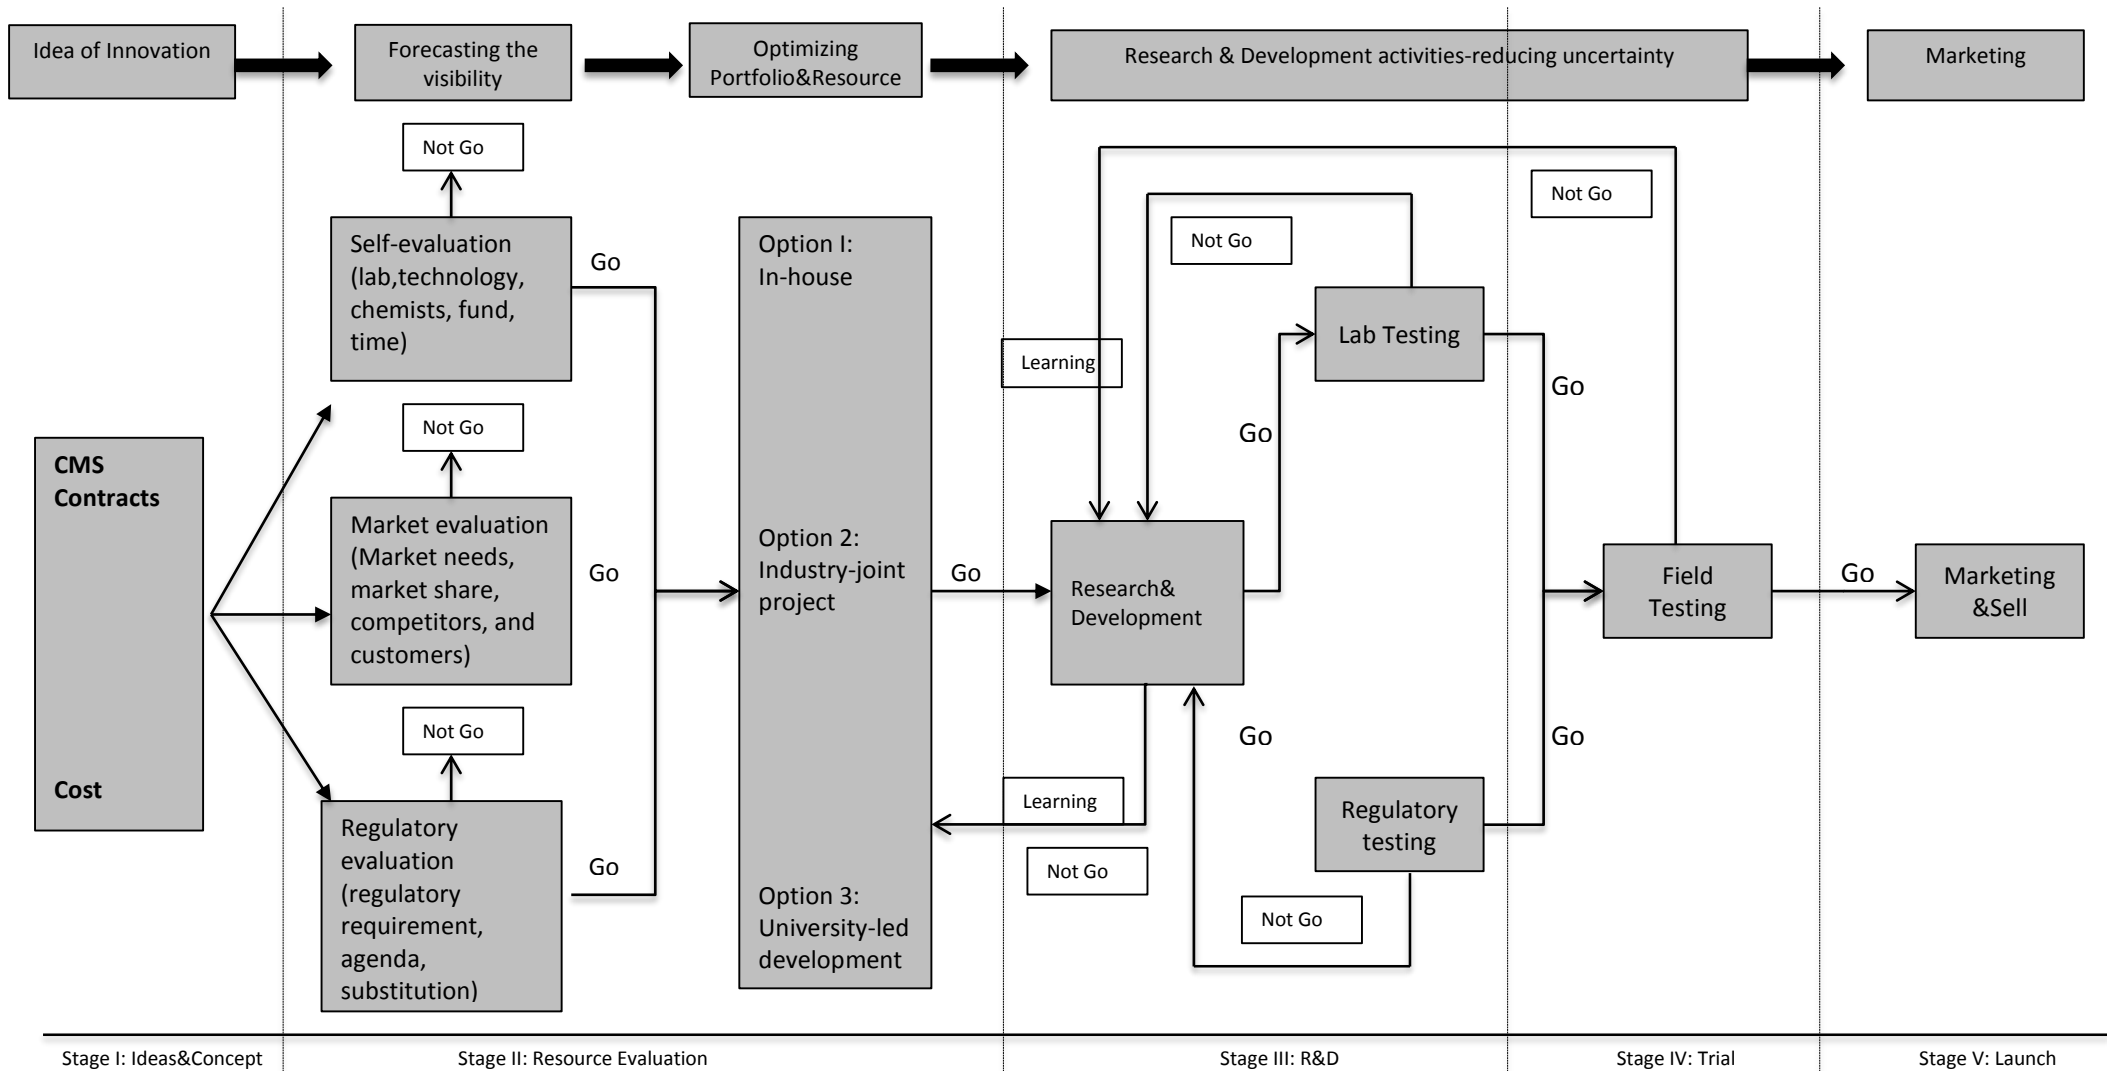 Idea of Innovation
Forecasting the
visibility
Optimizing
Portfolio&Resource
Research & Development activities-reducing uncertainty
Marketing
Not Go
Self-evaluation
(lab,technology,
chemists, fund,
time)
Go
Not Go
Market evaluation
(Market needs,
market share,
competitors, and
customers)
Go
Not Go
Regulatory
evaluation
(regulatory
requirement,
agenda,
substitution)
Go
CMS
Contracts
Cost
Option I:
In-house
Option 2:
Industry-joint
project
Option 3:
University-led
development
Go
Learning
Not Go
Not Go
Research&
Development
Learning
Not Go
Go
Lab Testing
Go
Go
Regulatory
testing
Go
Not Go
Field
Testing
Go
Marketing
&Sell
Stage I: Ideas&Concept
Stage II: Resource Evaluation
Stage III: R&D
Stage IV: Trial
Stage V: Launch